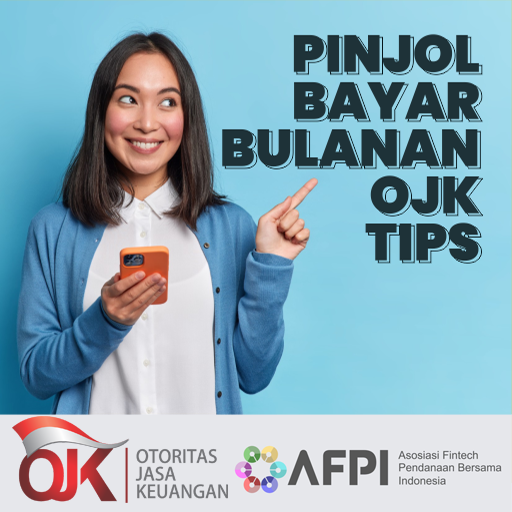 PINJOL
BAYAR
BULANAN
OJK
TIPS
OJK
OTORITAS
JASA
KEUANGAN
AFPI
Asosiasi Fintech
Pendanaan Bersama
Indonesia